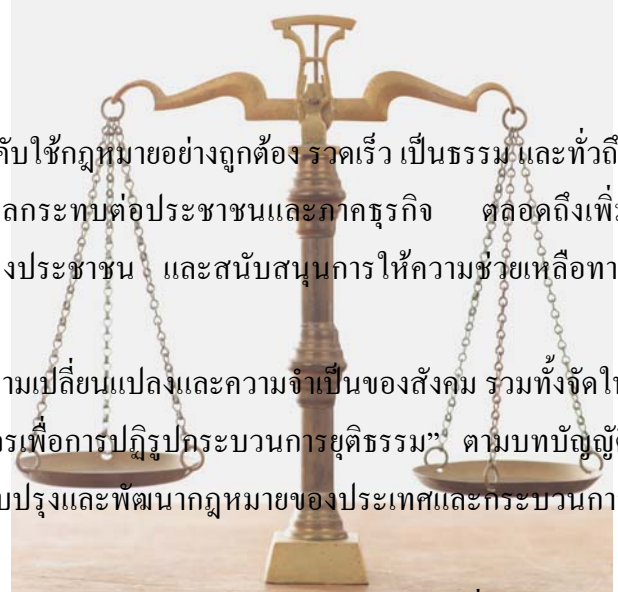 คับใช้กฎหมายอย่างถูกต้อง รวดเร็ว เป็นธรรม และทั่วถึ
ลกระทบต่อประชาชนและภาคธุรกิจ ตลอดถึงเพิ่
งประชาชน และสนับสนุนการให้ความช่วยเหลือทา
ามเปลี่ยนแปลงและความจำเป็นของสังคม รวมทั้งจัดให
รเพื่อการปฏิรูปกระบวนการยุติธรรม” ตามบทบัญญัต
บปรุงและพัฒนากฎหมายของประเทศและกระบวนกา